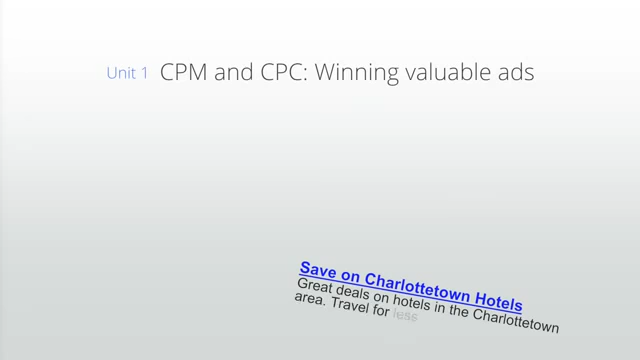 Unit 1 CPM and CPC: Winning valuable ads
Save on Charlottetown Hotels
Great deals on hotels in the Charlottetown
area. Travel for less